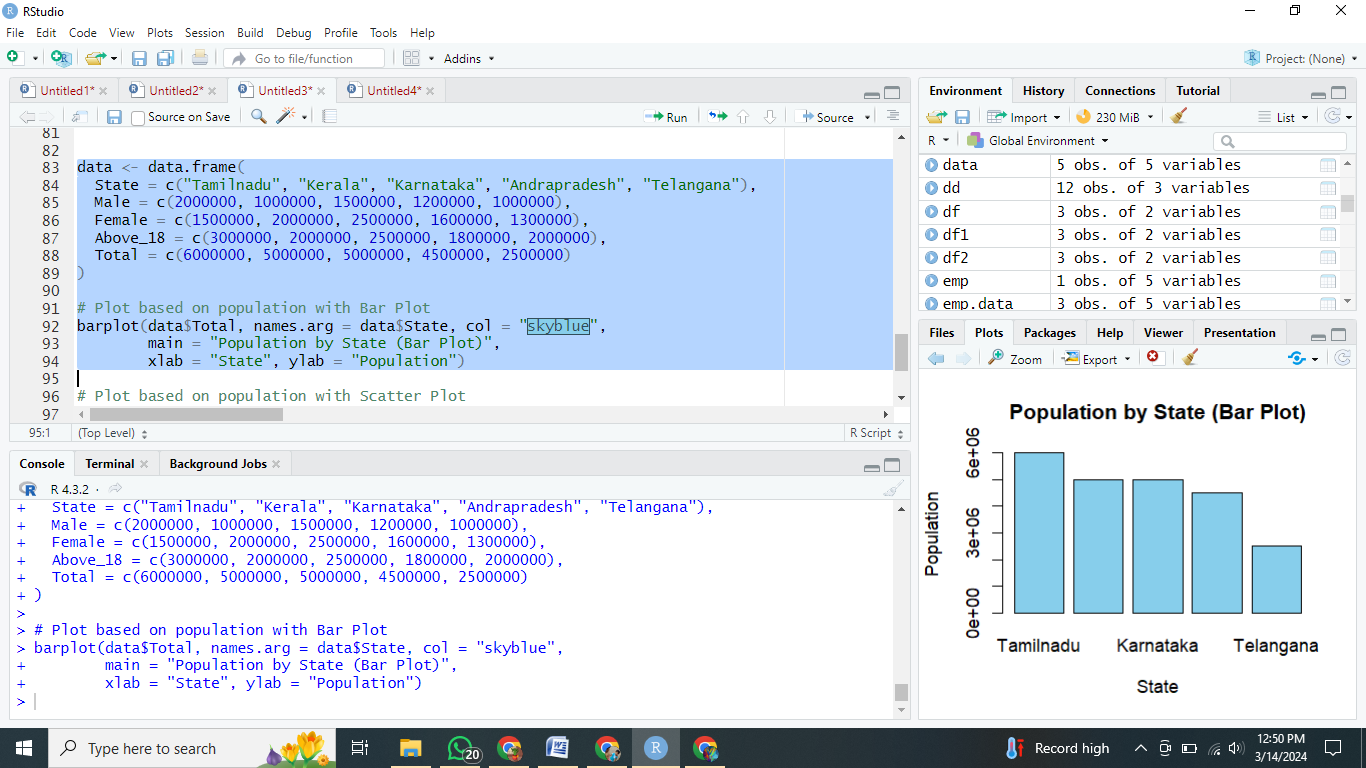 RStudio
File Edit Code View Plots Session Build Debug Profile Tools Help
Go to file/function Addins Project: (None)
Untitled1* Untitled2* Untitled3* Untitled4*
Source on Save Run Source
81
82
83 data <- data.frame(
84 State = c("Tamilnadu", "Kerala", "Karnataka", "Andrapradesh", "Telangana"),
85 Male = c(2000000, 1000000, 1500000, 1200000, 1000000),
86 Female = c(1500000, 2000000, 2500000, 1600000, 1300000),
87 Above_18 = c(3000000, 2000000, 2500000, 1800000, 2000000),
88 Total = c(6000000, 5000000, 5000000, 4500000, 2500000)
89 )
90
91 # Plot based on population with Bar Plot
92 barplot(data$Total, names.arg = data$State, col = "skyblue",
93 main = "Population by State (Bar Plot)",
94 xlab = "State", ylab = "Population")
95
96 # Plot based on population with Scatter Plot
97
95:1 (Top Level) R Script
Console Terminal Background Jobs
R 4.3.2 ·
+ State = c("Tamilnadu", "Kerala", "Karnataka", "Andrapradesh", "Telangana"),
+ Male = c(2000000, 1000000, 1500000, 1200000, 1000000),
+ Female = c(1500000, 2000000, 2500000, 1600000, 1300000),
+ Above_18 = c(3000000, 2000000, 2500000, 1800000, 2000000),
+ Total = c(6000000, 5000000, 5000000, 4500000, 2500000)
+ )
>
> # Plot based on population with Bar Plot
> barplot(data$Total, names.arg = data$State, col = "skyblue",
+ main = "Population by State (Bar Plot)",
+ xlab = "State", ylab = "Population")
>
Environment History Connections Tutorial
Import 230 MiB List
R Global Environment
data 5 obs. of 5 variables
dd 12 obs. of 3 variables
df 3 obs. of 2 variables
df1 3 obs. of 2 variables
df2 3 obs. of 2 variables
emp 1 obs. of 5 variables
emp.data 3 obs. of 5 variables
Files Plots Packages Help Viewer Presentation
Zoom Export
Population by State (Bar Plot)
Population
6e+06
3e+06
0e+00
Tamilnadu Karnataka Telangana
State
Type here to search 20 Record high 12:50 PM
3/14/2024